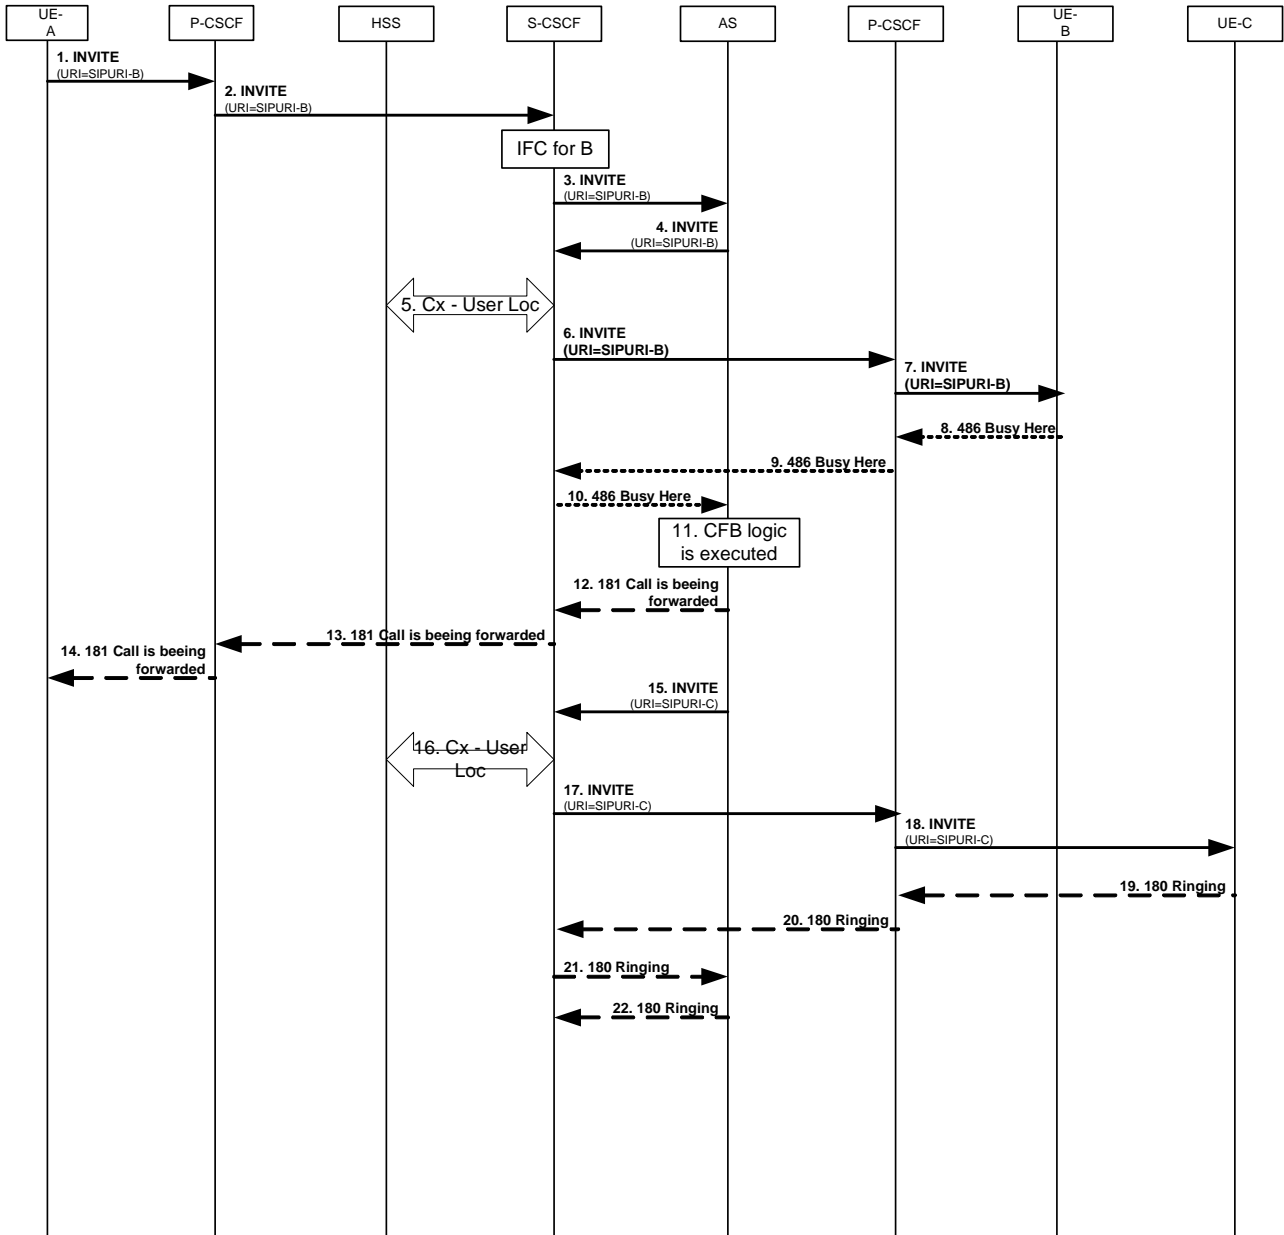 UE-
A
P-CSCF
HSS
S-CSCF
AS
P-CSCF
UE-
B
UE-C
1. INVITE
(URI=SIPURI-B)
2. INVITE
(URI=SIPURI-B)
IFC for B
3. INVITE
(URI=SIPURI-B)
4. INVITE
(URI=SIPURI-B)
5. Cx - User Loc
6. INVITE
(URI=SIPURI-B)
7. INVITE
(URI=SIPURI-B)
8. 486 Busy Here
9. 486 Busy Here
10. 486 Busy Here
11. CFB logic
is executed
12. 181 Call is beeing
forwarded
13. 181 Call is beeing forwarded
14. 181 Call is beeing
forwarded
15. INVITE
(URI=SIPURI-C)
16. Cx - User
Loc
17. INVITE
(URI=SIPURI-C)
18. INVITE
(URI=SIPURI-C)
19. 180 Ringing
20. 180 Ringing
21. 180 Ringing
22. 180 Ringing